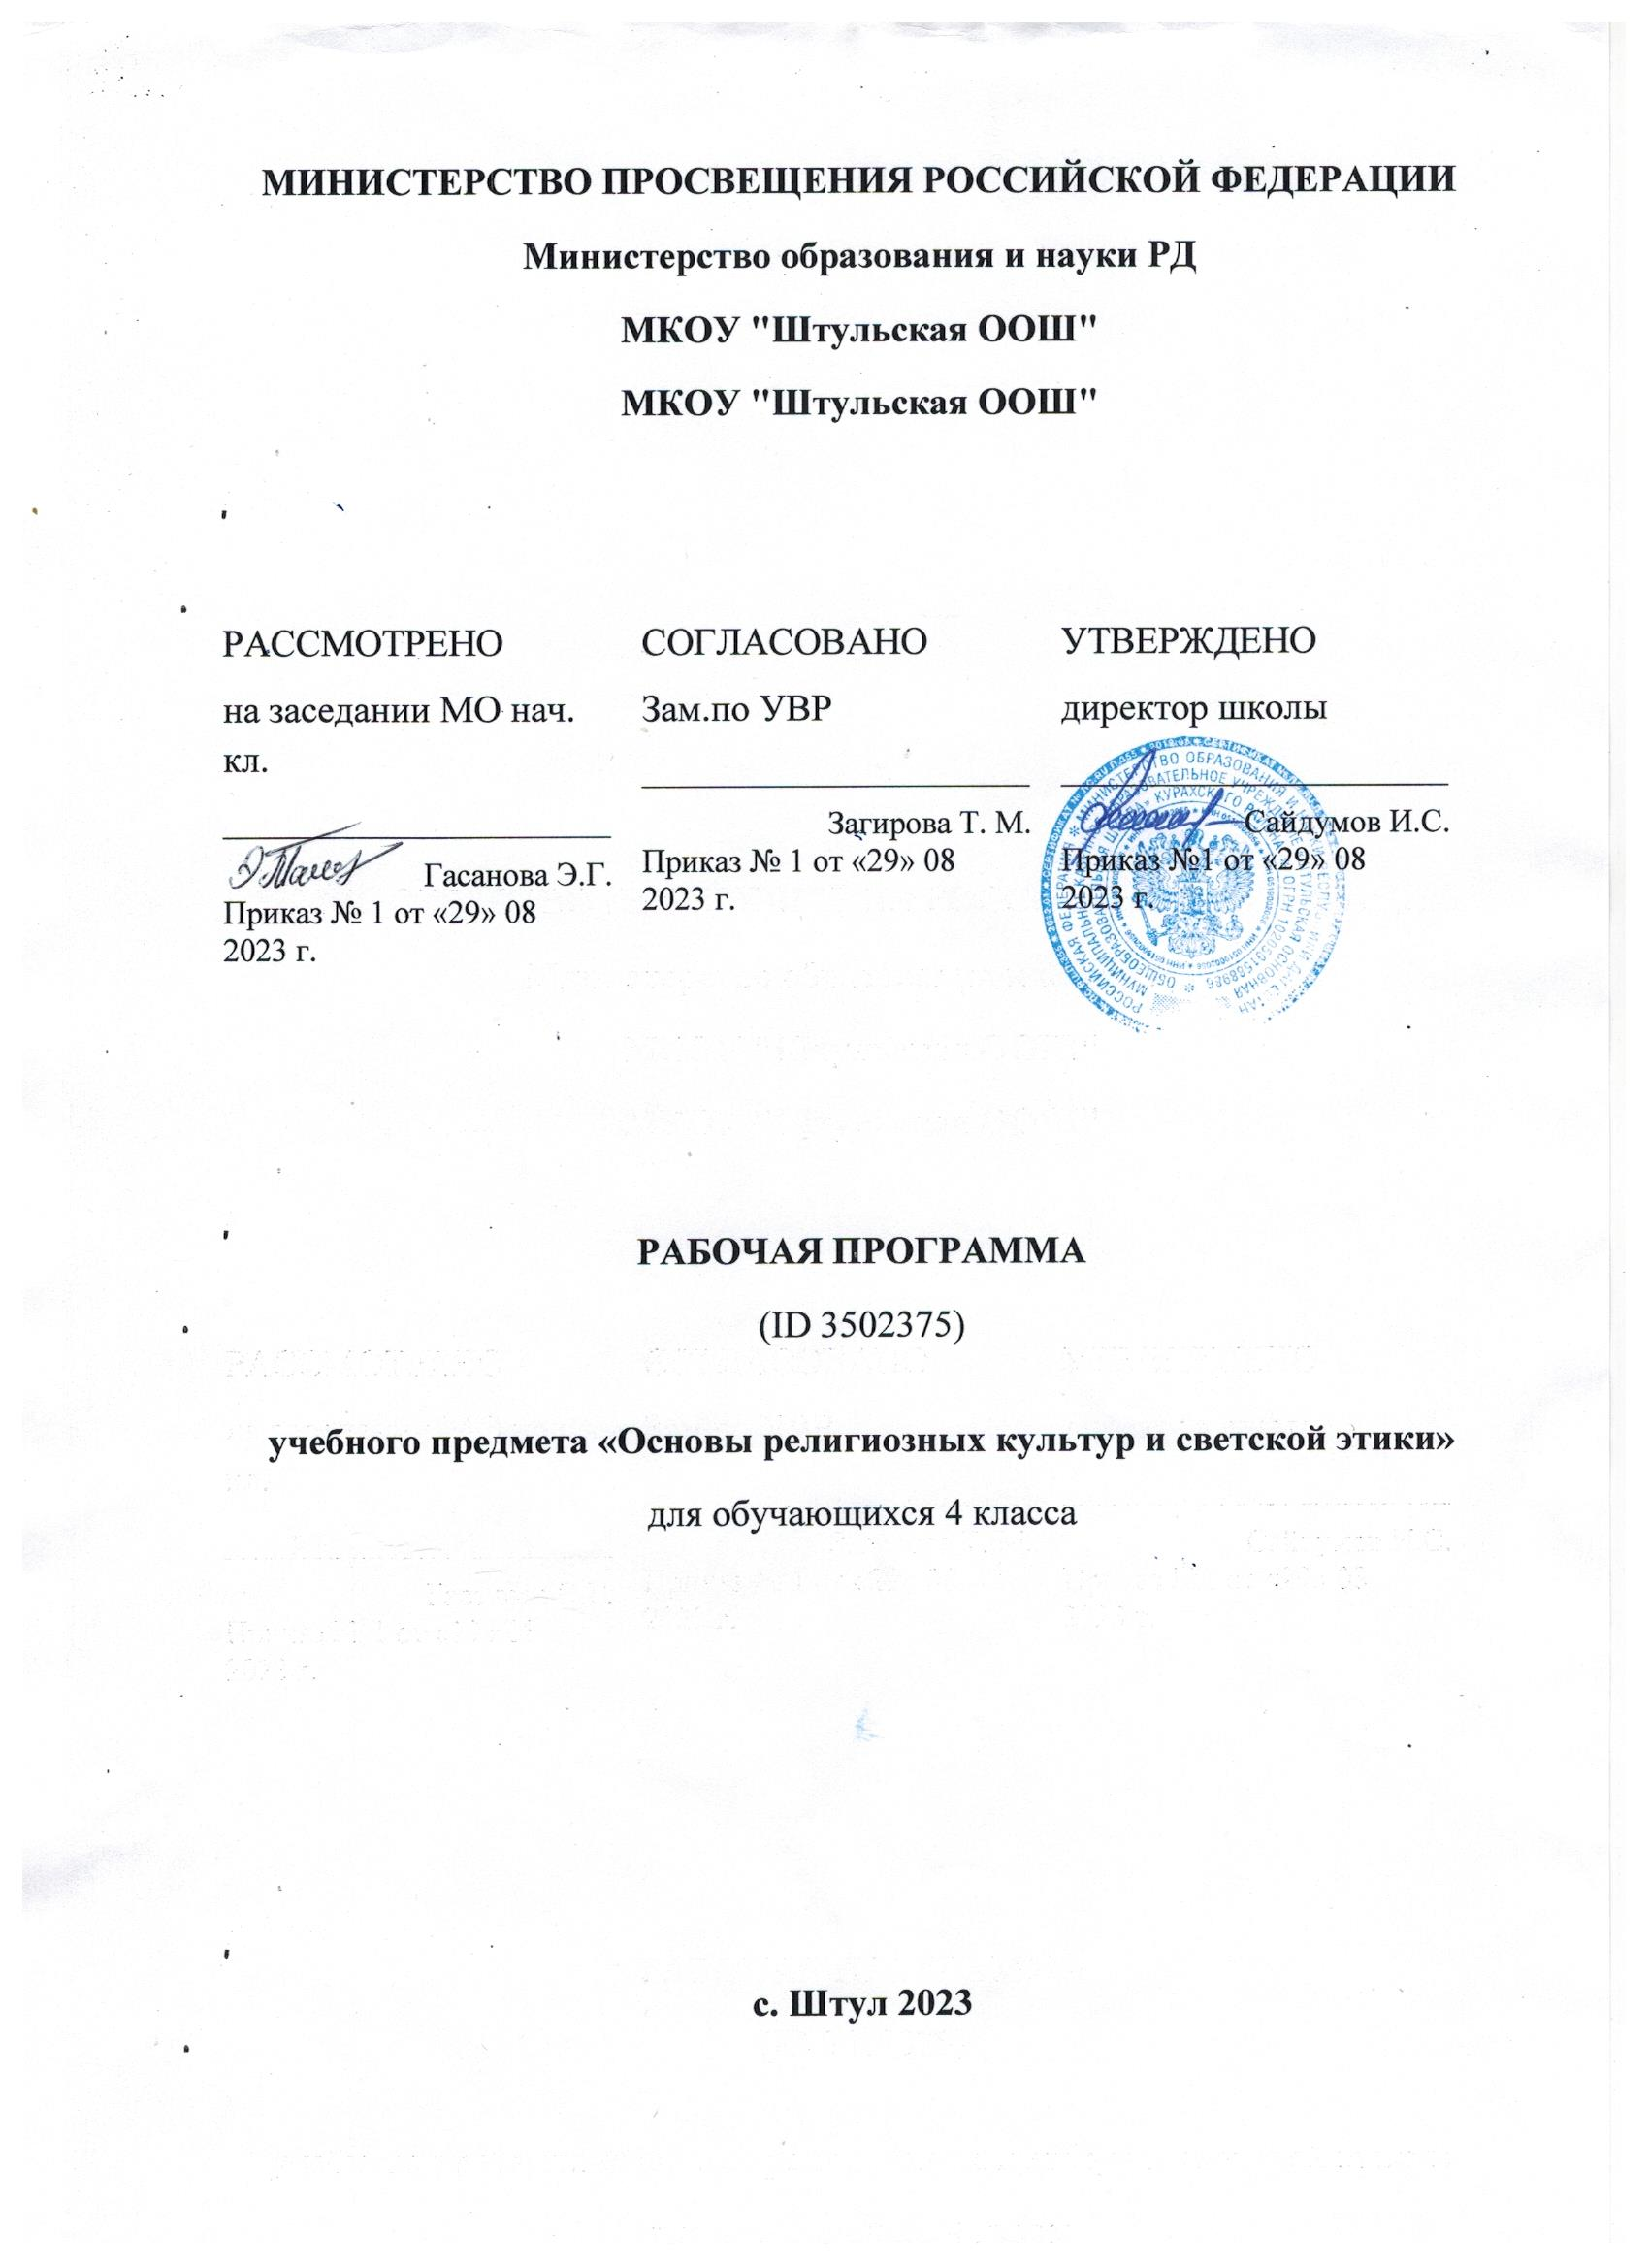 МИНИСТЕРСТВО ПРОСВЕЩЕНИЯ РОССИЙСКОЙ ФЕДЕРАЦИИ
Министерство образования и науки РД
МКОУ "Штульская ООШ"
МКОУ "Штульская ООШ"
РАССМОТРЕНО
на заседании МО нач.
кл.
Гасанова Э.Г.
Приказ № 1 от «29» 08
2023 г.
СОГЛАСОВАНО
Зам.по УВР
Загирова Т. М.
Приказ № 1 от «29» 08
2023 г.
УТВЕРЖДЕНО
директор школы
Сайдумов И.С.
Приказ №1 от «29» 08
2023 г.
РАБОЧАЯ ПРОГРАММА
(ID 3502375)
учебного предмета «Основы религиозных культур и светской этики»
для обучающихся 4 класса
с. Штул 2023